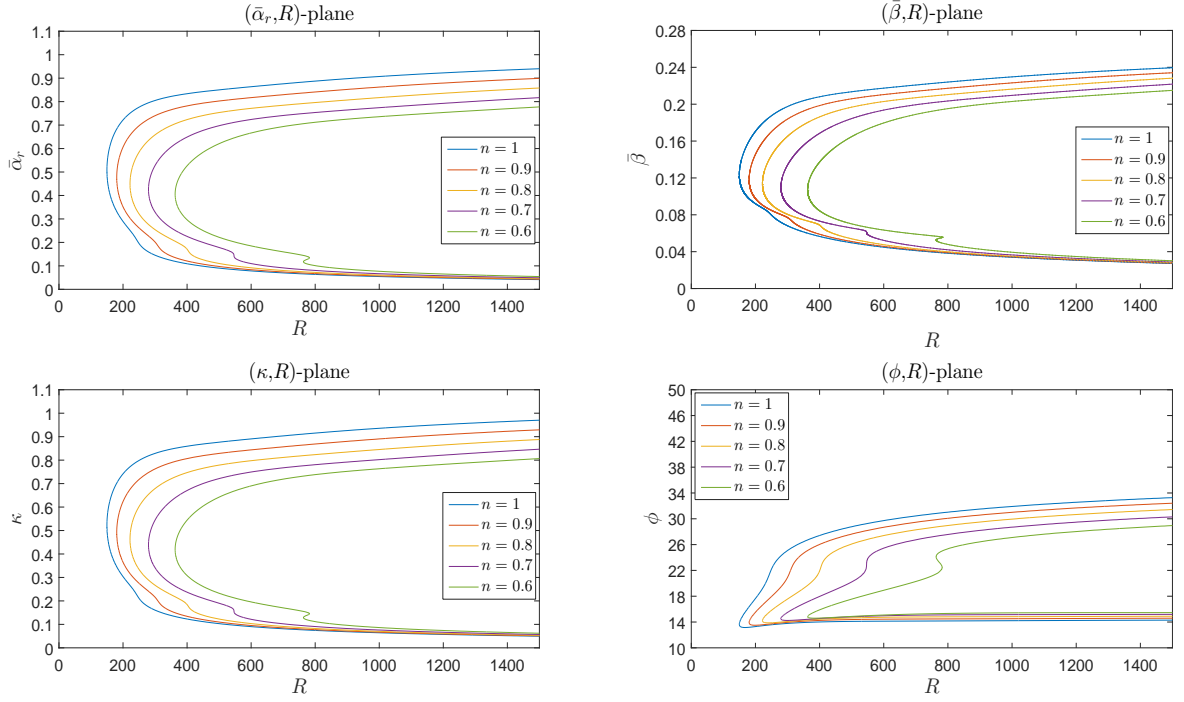 (ᾱ_r,R)-plane
1.1
1
0.9
0.8
0.7
0.6
0.5
0.4
0.3
0.2
0.1
0
ᾱ_r
n = 1
n = 0.9
n = 0.8
n = 0.7
n = 0.6
0 200 400 600 800 1000 1200 1400
R
(β̄,R)-plane
0.28
0.24
0.2
0.16
0.12
0.08
0.04
0
β̄
n = 1
n = 0.9
n = 0.8
n = 0.7
n = 0.6
0 200 400 600 800 1000 1200 1400
R
(κ,R)-plane
1.1
1
0.9
0.8
0.7
0.6
0.5
0.4
0.3
0.2
0.1
0
κ
n = 1
n = 0.9
n = 0.8
n = 0.7
n = 0.6
0 200 400 600 800 1000 1200 1400
R
(ϕ,R)-plane
50
46
42
38
34
30
26
22
18
14
10
ϕ
n = 1
n = 0.9
n = 0.8
n = 0.7
n = 0.6
0 200 400 600 800 1000 1200 1400
R